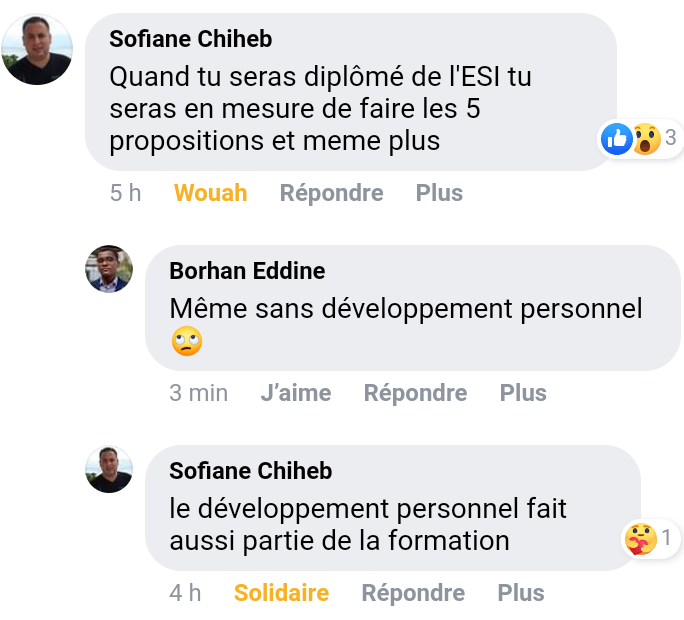 Sofiane Chiheb
Quand tu seras diplômé de l'ESI tu
seras en mesure de faire les 5
propositions et meme plus
3
5 h Wouah Répondre Plus
Borhan Eddine
Même sans développement personnel
🙄
3 min J’aime Répondre Plus
Sofiane Chiheb
le développement personnel fait
aussi partie de la formation
1
4 h Solidaire Répondre Plus